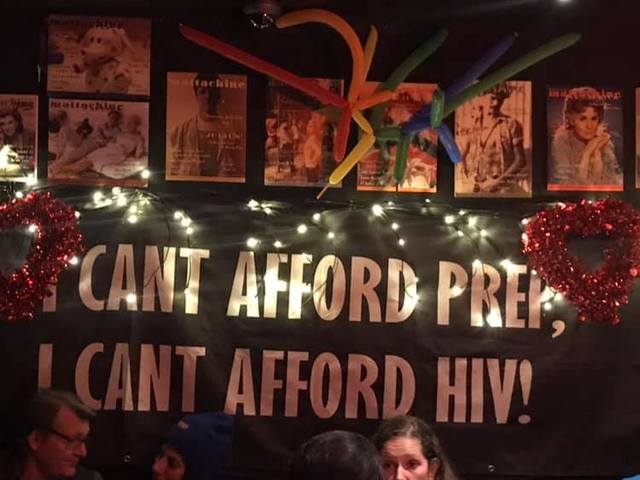 mattachine
mattachine
mattachine
I CANT AFFORD PREP,
I CANT AFFORD HIV!